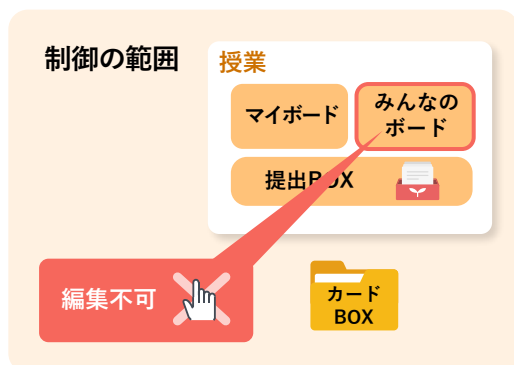 制御の範囲
授業
マイボード
みんなの
ボード
提出BOX
編集不可
カード
BOX